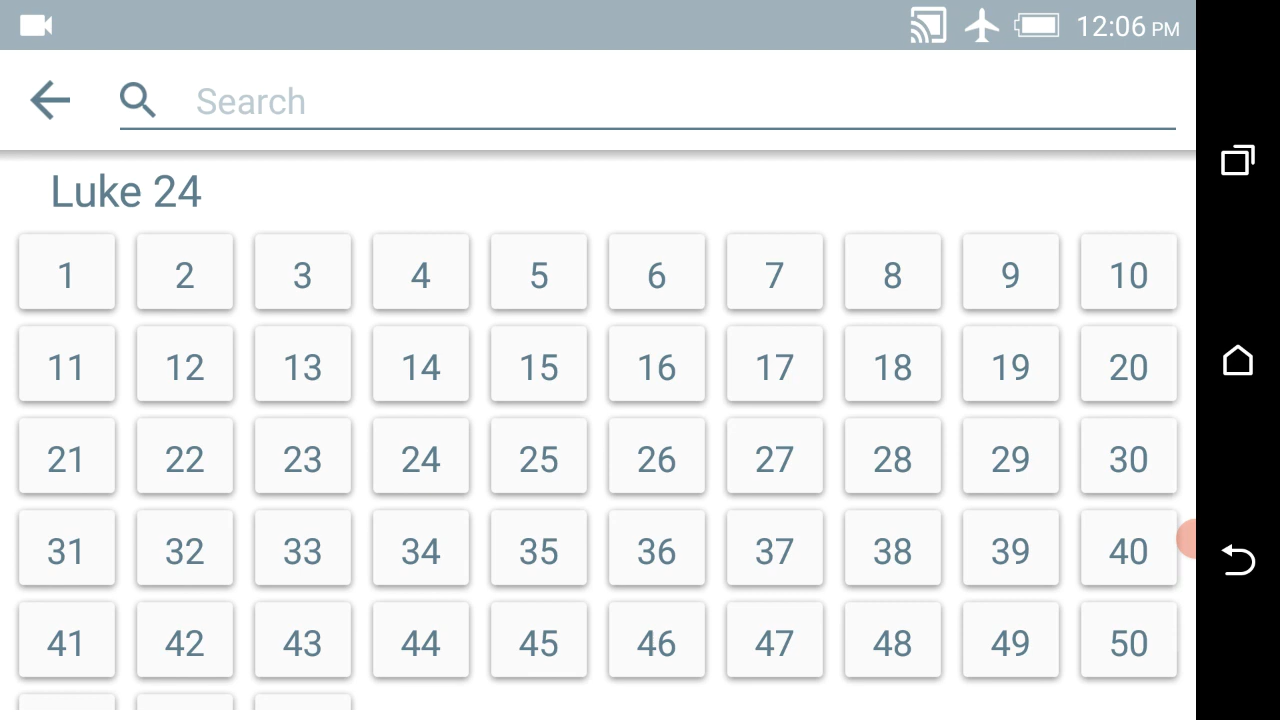 12:06 PM
Search
Luke 24
1 2 3 4 5 6 7 8 9 10
11 12 13 14 15 16 17 18 19 20
21 22 23 24 25 26 27 28 29 30
31 32 33 34 35 36 37 38 39 40
41 42 43 44 45 46 47 48 49 50